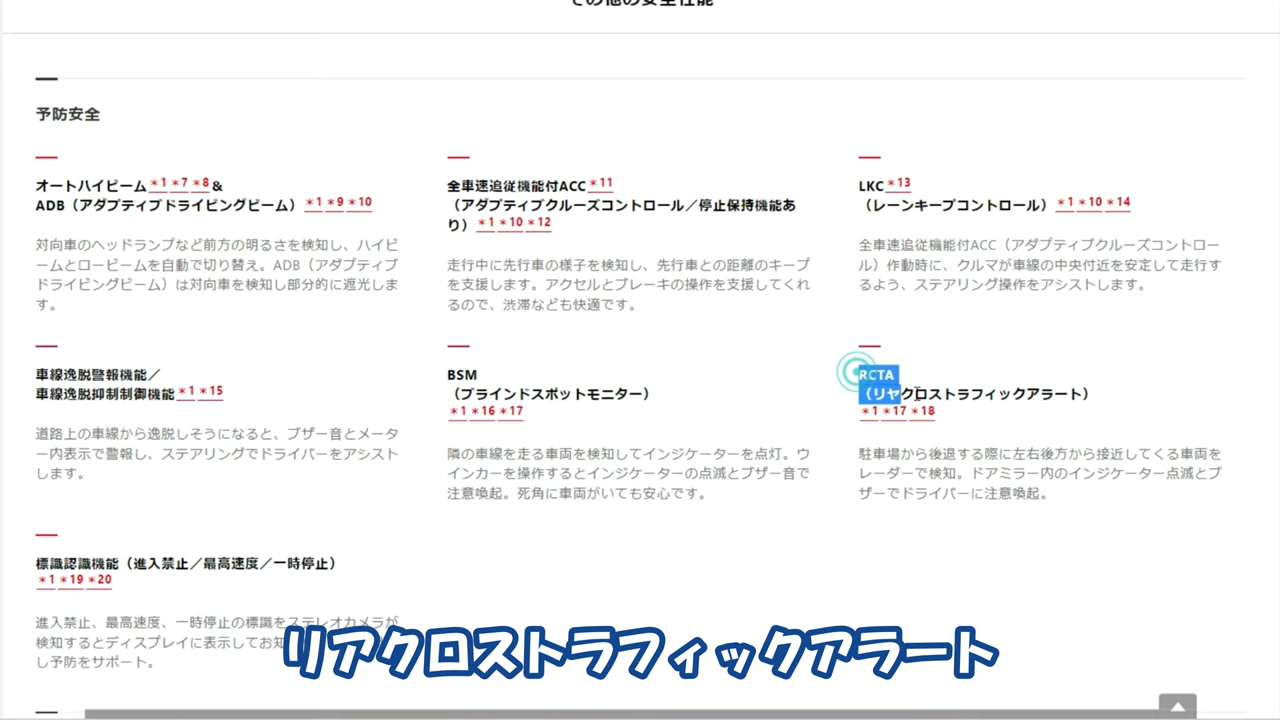 その他の安全性能
予防安全
オートハイビーム＊1＊7＊8&
ADB（アダプティブドライビングビーム）＊1＊9＊10
対向車のヘッドランプなど前方の明るさを検知し、ハイビ
ームとロービームを自動で切り替え。ADB（アダプティブ
ドライビングビーム）は対向車を検知し部分的に遮光しま
す。
全車速追従機能付ACC＊11
（アダプティブクルーズコントロール／停止保持機能あ
り）＊1＊10＊12
走行中に先行車の様子を検知し、先行車との距離のキープ
を支援します。アクセルとブレーキの操作を支援してくれ
るので、渋滞なども快適です。
LKC＊13
（レーンキープコントロール）＊1＊10＊14
全車速追従機能付ACC（アダプティブクルーズコントロー
ル）作動時に、クルマが車線の中央付近を安定して走行す
るよう、ステアリング操作をアシストします。
車線逸脱警報機能／
車線逸脱抑制制御機能＊1＊15
道路上の車線から逸脱しそうになると、ブザー音とメータ
ー内表示で警報し、ステアリングでドライバーをアシスト
します。
BSM
（ブラインドスポットモニター）
＊1＊16＊17
隣の車線を走る車両を検知してインジケーターを点灯。ウ
インカーを操作するとインジケーターの点滅とブザー音で
注意喚起。死角に車両がいても安心です。
RCTA
（リヤクロストラフィックアラート）
＊1＊17＊18
駐車場から後退する際に左右後方から接近してくる車両を
レーダーで検知。ドアミラー内のインジケーター点滅とブ
ザーでドライバーに注意喚起。
標識認識機能（進入禁止／最高速度／一時停止）
＊1＊19＊20
進入禁止、最高速度、一時停止の標識をステレオカメラが
検知するとディスプレイに表示してお知
し予防をサポート。
リアクロストラフィックアラート